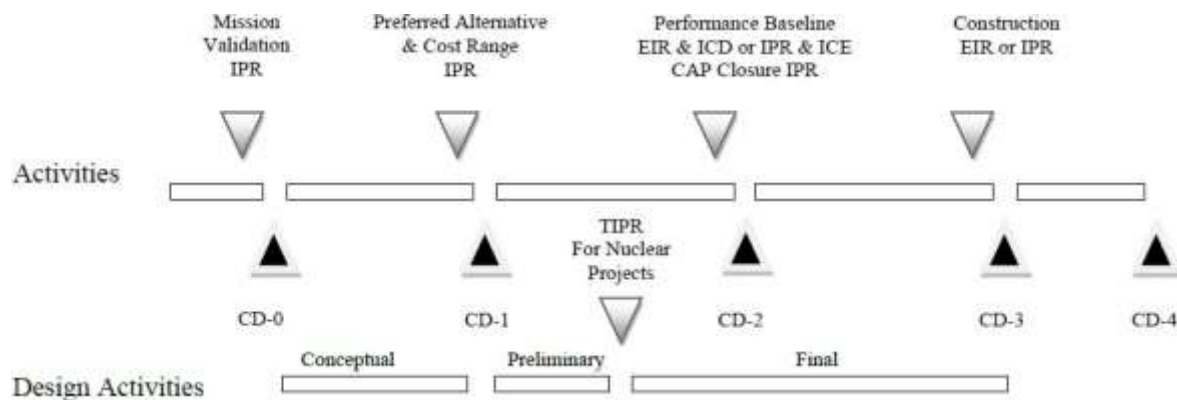 Mission
Validation
IPR
Preferred Alternative
& Cost Range
IPR
Performance Baseline
EIR & ICD or IPR & ICE
CAP Closure IPR
Construction
EIR or IPR
Activities
TIPR
For Nuclear
Projects
CD-0
CD-1
CD-2
CD-3
CD-4
Conceptual
Preliminary
Final
Design Activities